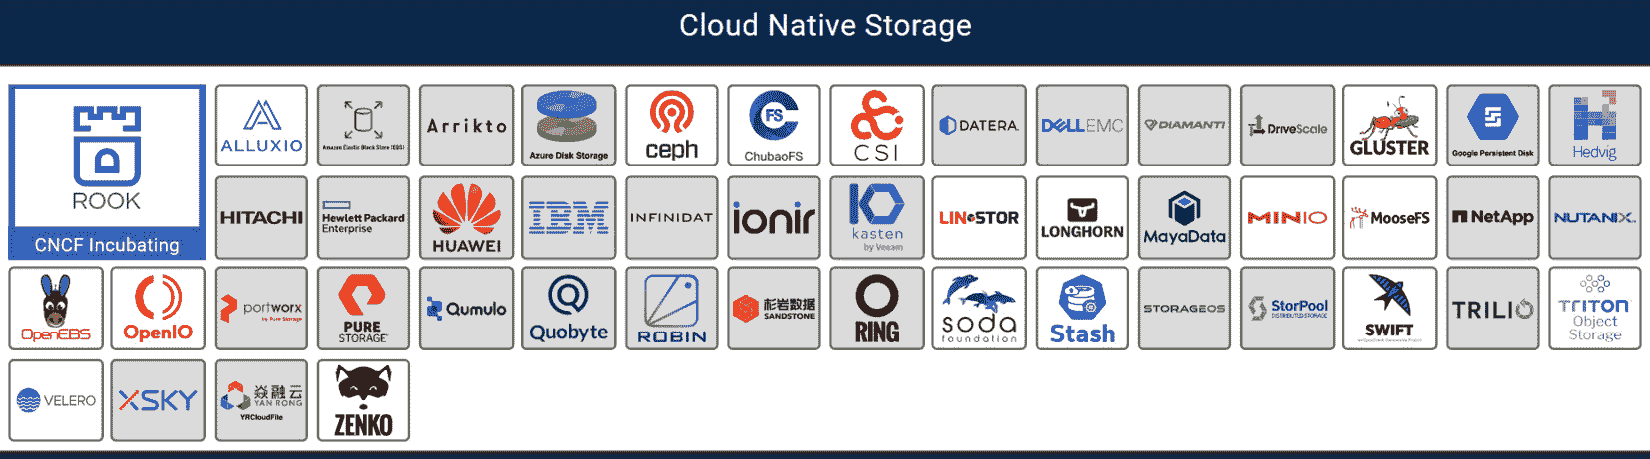 Cloud Native Storage
ROOK
CNCF Incubating
ALLUXIO
Amazon Elastic Block Store (EBS)
Arrikto
Azure Disk Storage
ceph
FS
ChubaoFS
CSI
DATERA
DELLEMC
DIAMANTI
DriveScale
GLUSTER
Google Persistent Disk
Hedvig
HITACHI
Hewlett Packard
Enterprise
HUAWEI
IBM
INFINIDAT
ionir
kasten
by Veeam
LINSTOR
LONGHORN
MayaData
MINIO
MooseFS
NetApp
NUTANIX
OpenEBS
OpenIO
portworx
by Pure Storage
PURE
STORAGE
Qumulo
Quobyte
ROBIN
杉岩数据
SANDSTONE
RING
soda
foundation
Stash
STORAGEOS
StorPool
DISTRIBUTED STORAGE
SWIFT
TRILIO
TRITON
Object
Storage
VELERO
XSKY
焱融云
YAN RONG
YRCloudFile
ZENKO